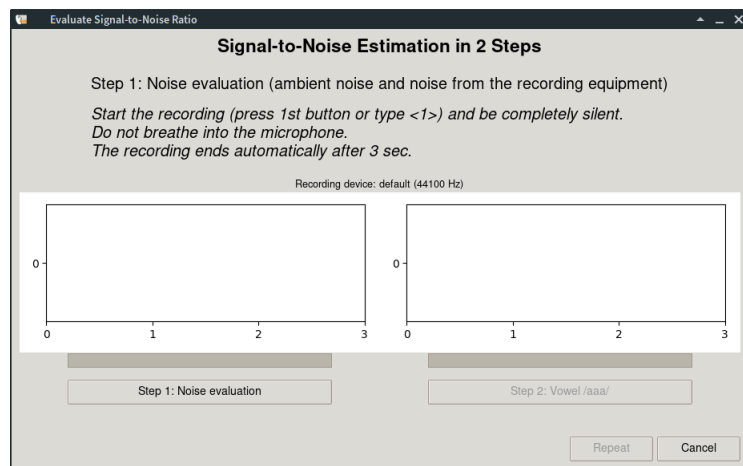 Evaluate Signal-to-Noise Ratio
Signal-to-Noise Estimation in 2 Steps
Step 1: Noise evaluation (ambient noise and noise from the recording equipment)
Start the recording (press 1st button or type <1>) and be completely silent.
Do not breathe into the microphone.
The recording ends automatically after 3 sec.
Recording device: default (44100 Hz)
0 0
0 1 2 3 0 1 2 3
Step 1: Noise evaluation Step 2: Vowel /aaa/
Repeat Cancel